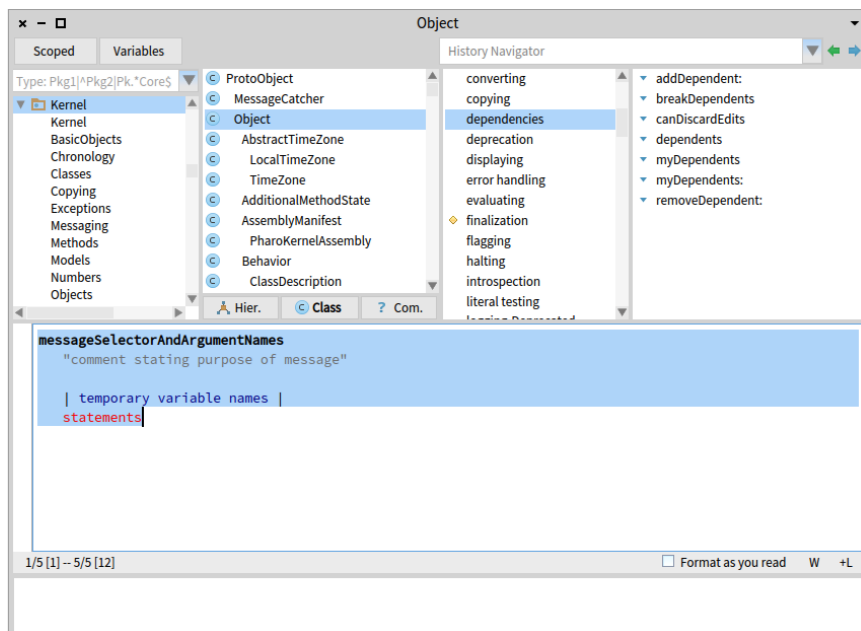 Object
Scoped
Variables
History Navigator
Type: Pkg1|^Pkg2|Pk.*Core$
Kernel
Kernel
BasicObjects
Chronology
Classes
Copying
Exceptions
Messaging
Methods
Models
Numbers
Objects
ProtoObject
MessageCatcher
Object
AbstractTimeZone
LocalTimeZone
TimeZone
AdditionalMethodState
AssemblyManifest
PharoKernelAssembly
Behavior
ClassDescription
Hier.
Class
? Com.
converting
copying
dependencies
deprecation
displaying
error handling
evaluating
finalization
flagging
halting
introspection
literal testing
addDependent:
breakDependents
canDiscardEdits
dependents
myDependents
myDependents:
removeDependent:
messageSelectorAndArgumentNames
"comment stating purpose of message"
| temporary variable names |
statements
1/5 [1] -- 5/5 [12]
Format as you read
W
+L